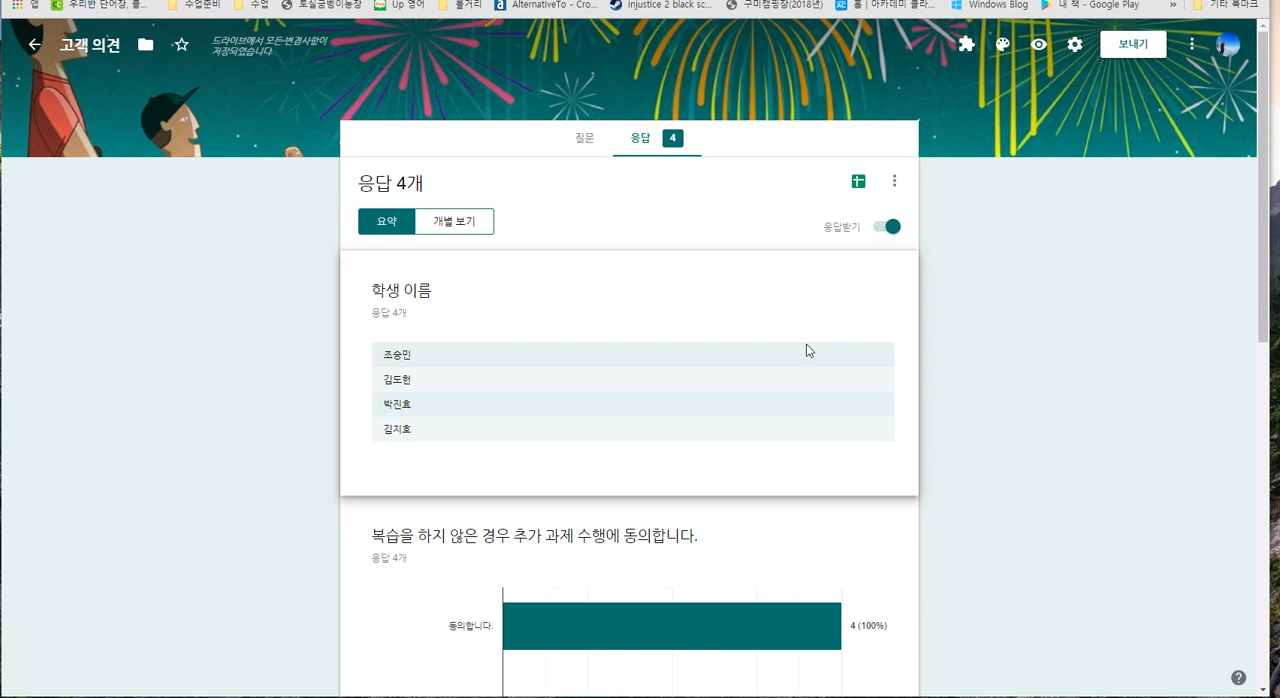 앱
우리반 단어장, 클...
수업준비
수업
토실굼벵이농장
Up 영어
볼거리
AlternativeTo - Cro...
injustice 2 black sc...
구미캠핑장(2018년)
홈 | 아카데미 클라...
Windows Blog
내 책 - Google Play
»
기타 북마크
고객 의견
드라이브에서 모든 변경사항이
저장되었습니다.
보내기
질문
응답 4
응답 4개
요약
개별 보기
응답받기
학생 이름
응답 4개
조승민
김도헌
박진효
김지호
복습을 하지 않은 경우 추가 과제 수행에 동의합니다.
응답 4개
동의합니다.
4 (100%)